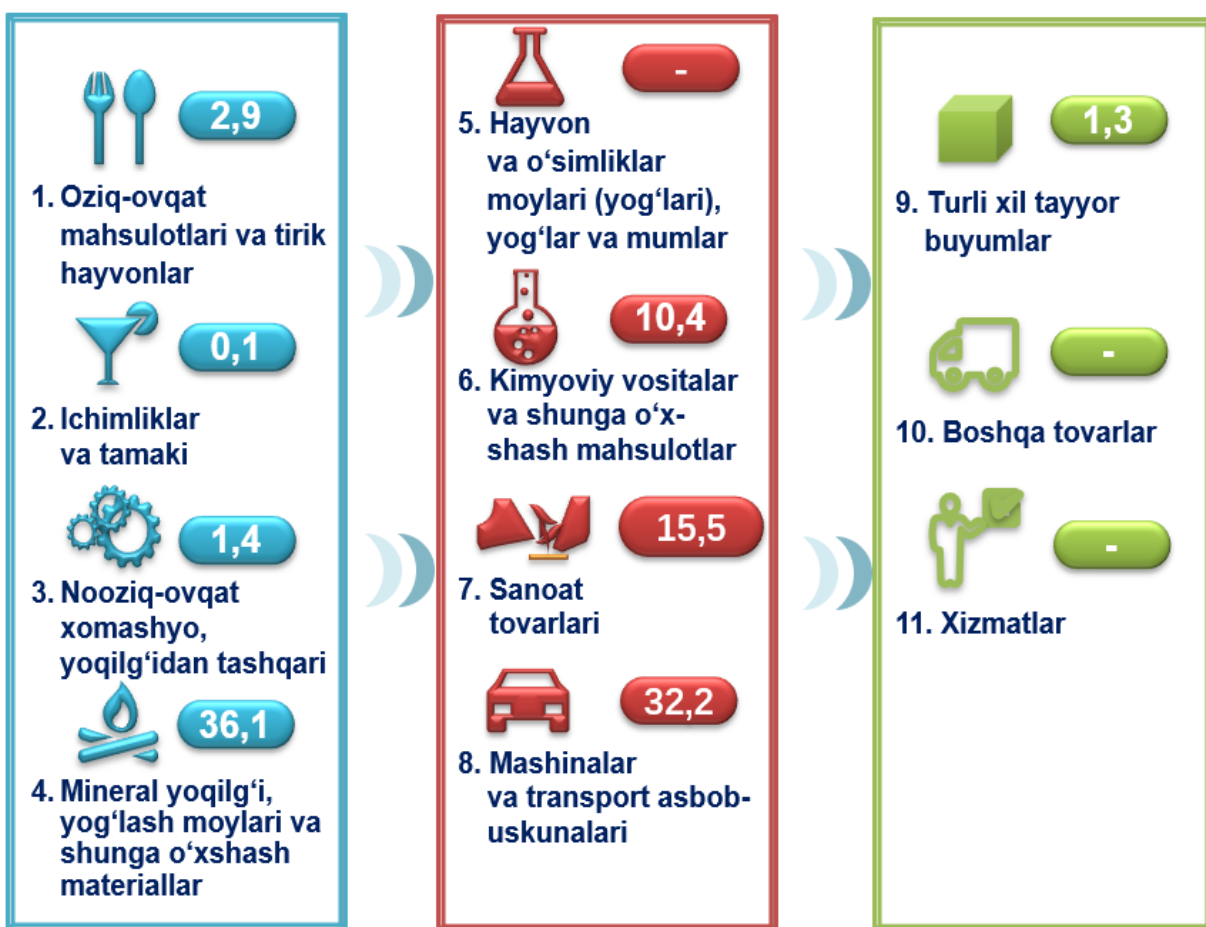 2,9
1. Oziq-ovqat
mahsulotlari va tirik
hayvonlar
0,1
2. Ichimliklar
va tamaki
1,4
3. Nooziq-ovqat
xomashyo,
yoqilg‘idan tashqari
36,1
4. Mineral yoqilg‘i,
yog‘lash moylari va
shunga o‘xshash
materiallar
-
5. Hayvon
va o‘simliklar
moylari (yog‘lari),
yog‘lar va mumlar
10,4
6. Kimyoviy vositalar
va shunga o‘x-
shash mahsulotlar
15,5
7. Sanoat
tovarlari
32,2
8. Mashinalar
va transport asbob-
uskunalari
1,3
9. Turli xil tayyor
buyumlar
-
10. Boshqa tovarlar
-
11. Xizmatlar